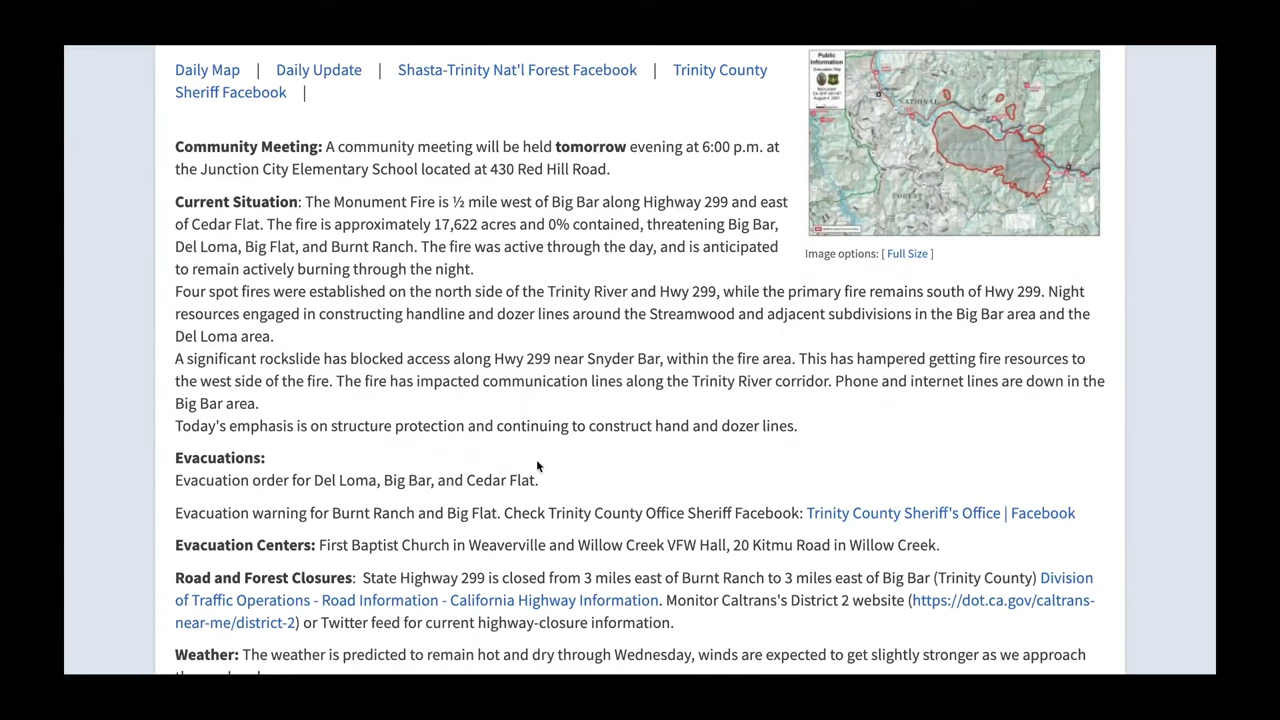 Daily Map | Daily Update | Shasta-Trinity Nat'l Forest Facebook | Trinity County
Sheriff Facebook |
Public
Information
NATIONAL
FOREST
Image options: [ Full Size ]
Community Meeting: A community meeting will be held tomorrow evening at 6:00 p.m. at
the Junction City Elementary School located at 430 Red Hill Road.
Current Situation: The Monument Fire is ½ mile west of Big Bar along Highway 299 and east
of Cedar Flat. The fire is approximately 17,622 acres and 0% contained, threatening Big Bar,
Del Loma, Big Flat, and Burnt Ranch. The fire was active through the day, and is anticipated
to remain actively burning through the night.
Four spot fires were established on the north side of the Trinity River and Hwy 299, while the primary fire remains south of Hwy 299. Night
resources engaged in constructing handline and dozer lines around the Streamwood and adjacent subdivisions in the Big Bar area and the
Del Loma area.
A significant rockslide has blocked access along Hwy 299 near Snyder Bar, within the fire area. This has hampered getting fire resources to
the west side of the fire. The fire has impacted communication lines along the Trinity River corridor. Phone and internet lines are down in the
Big Bar area.
Today's emphasis is on structure protection and continuing to construct hand and dozer lines.
Evacuations:
Evacuation order for Del Loma, Big Bar, and Cedar Flat.
Evacuation warning for Burnt Ranch and Big Flat. Check Trinity County Office Sheriff Facebook: Trinity County Sheriff's Office | Facebook
Evacuation Centers: First Baptist Church in Weaverville and Willow Creek VFW Hall, 20 Kitmu Road in Willow Creek.
Road and Forest Closures: State Highway 299 is closed from 3 miles east of Burnt Ranch to 3 miles east of Big Bar (Trinity County) Division
of Traffic Operations - Road Information - California Highway Information. Monitor Caltrans's District 2 website (https://dot.ca.gov/caltrans-
near-me/district-2) or Twitter feed for current highway-closure information.
Weather: The weather is predicted to remain hot and dry through Wednesday, winds are expected to get slightly stronger as we approach